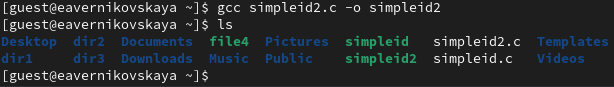 [guest@eavernikovskaya ~]$ gcc simpleid2.c -o simpleid2
[guest@eavernikovskaya ~]$ ls
Desktop dir2 Documents file4 Pictures simpleid simpleid2.c Templates
dir1 dir3 Downloads Music Public simpleid2 simpleid.c Videos
[guest@eavernikovskaya ~]$